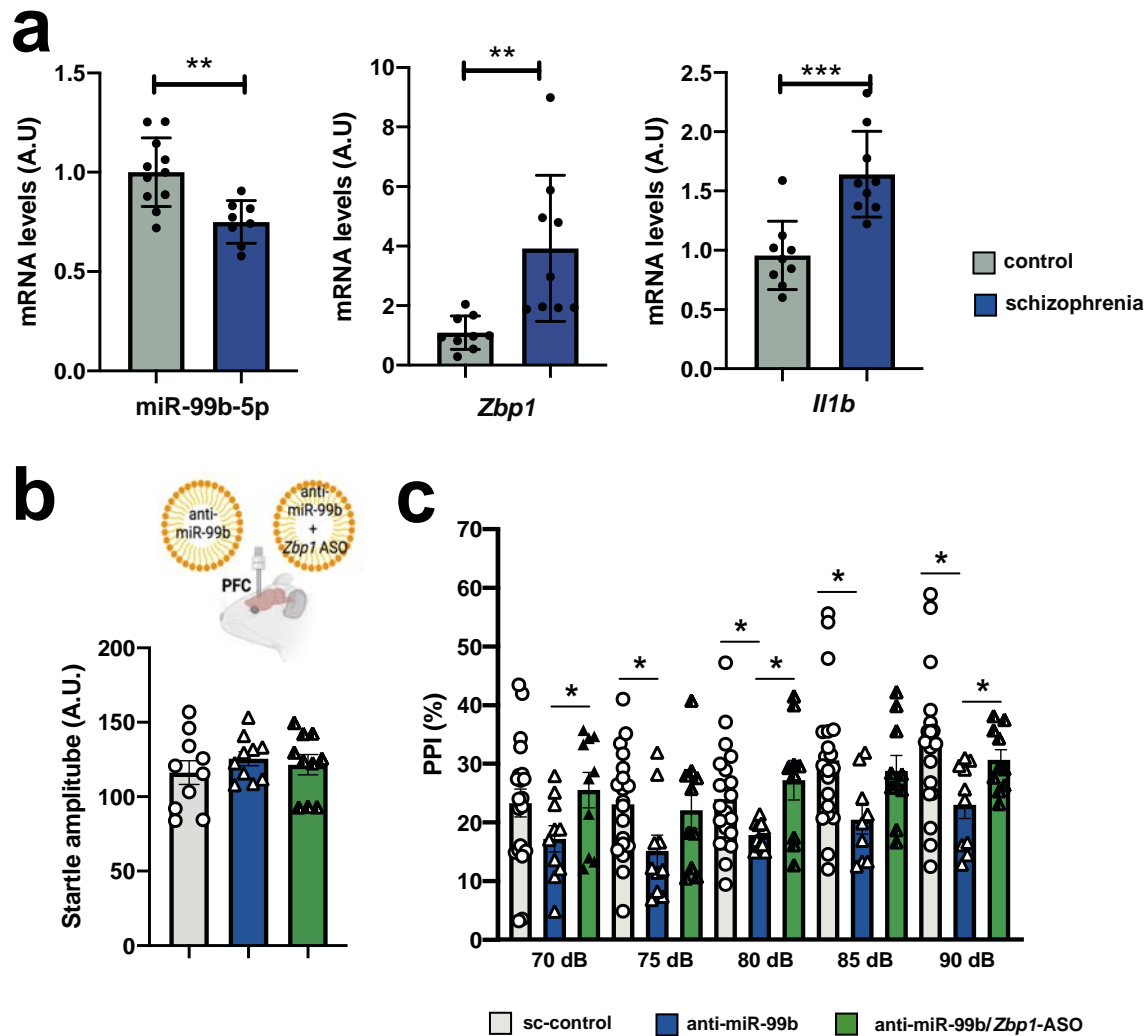 a
**
1.5
1.0
0.5
0.0
mRNA levels (A.U)
miR-99b-5p
**
10
8
6
4
2
0
mRNA levels (A.U)
Zbp1
***
2.5
2.0
1.5
1.0
0.5
0.0
mRNA levels (A.U)
Il1b
control
schizophrenia
b
anti-
miR-99b
anti-
miR-99b
+
Zbp1 ASO
PFC
200
150
100
50
0
Startle amplitube (A.U.)
c
70
60
50
40
30
20
10
0
PPI (%)
*
*
*
*
*
*
*
70 dB
75 dB
80 dB
85 dB
90 dB
sc-control
anti-miR-99b
anti-miR-99b/Zbp1-ASO